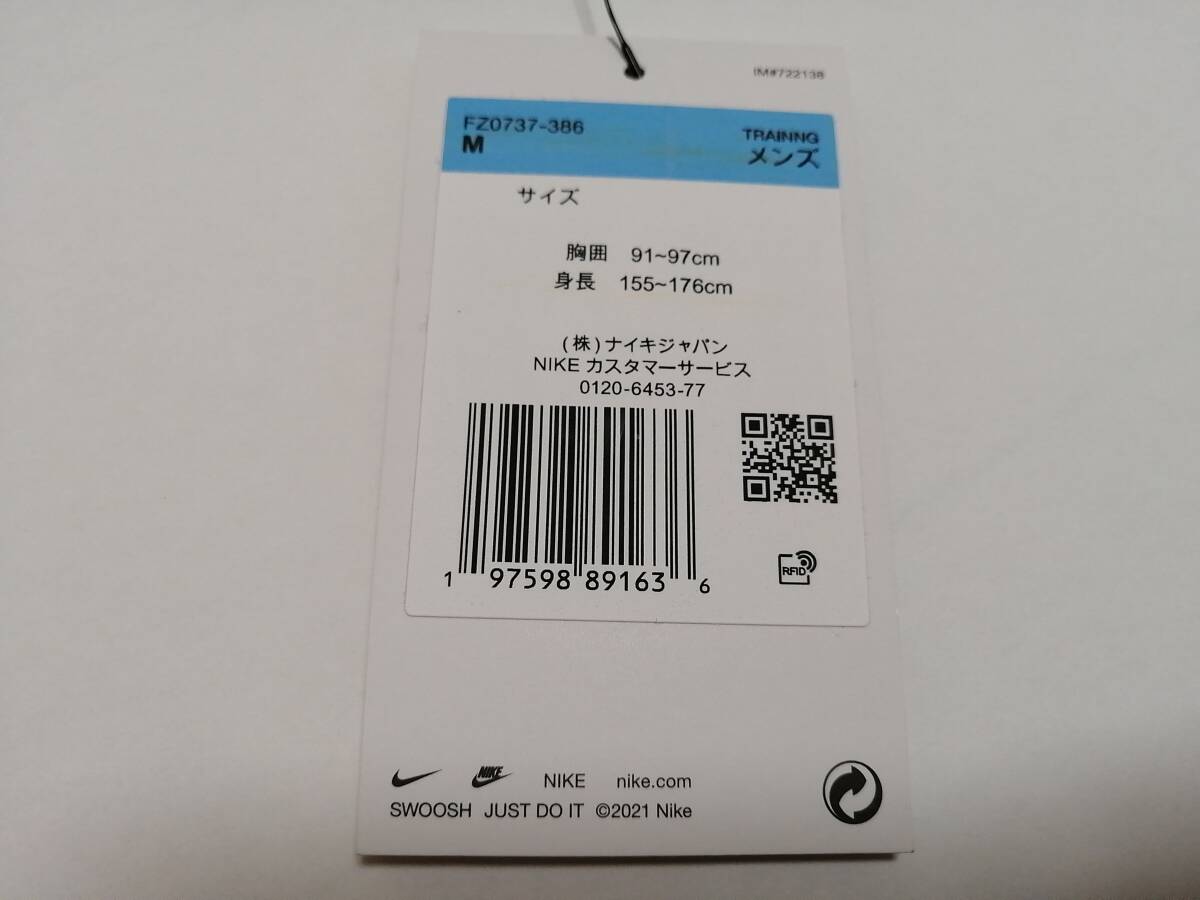 IM#722138
FZ0737-386
M
TRAINNG
メンズ
サイズ
胸囲 91~97cm
身長 155~176cm
(株)ナイキジャパン
NIKE カスタマーサービス
0120-6453-77
1 97598 89163 6
RFID
NIKE NIKE nike.com
SWOOSH JUST DO IT ©2021 Nike